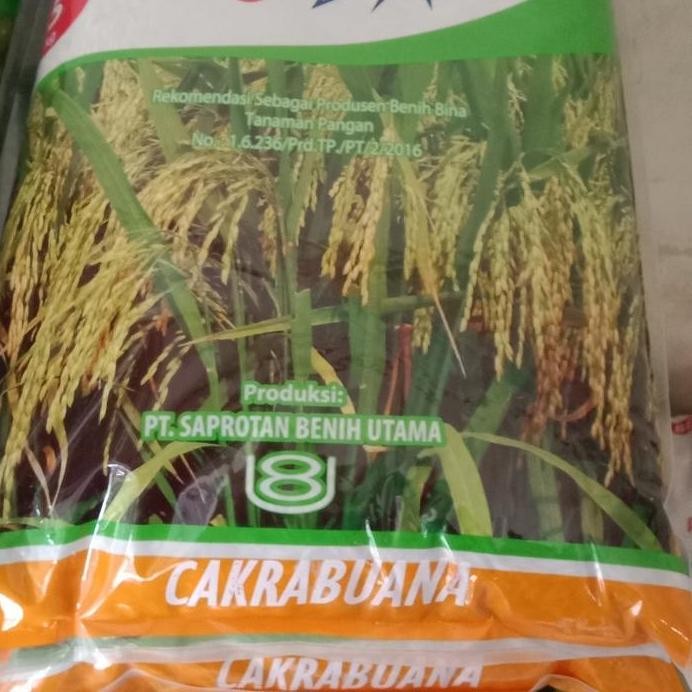 Rekomendasi Sebagai Produsen Benih Bina
Tanaman Pangan
No.: 1.6.236/Prd.TP./PT/2/2016
Produksi:
PT. SAPROTAN BENIH UTAMA
CAKRABUANA
CAKRABUANA